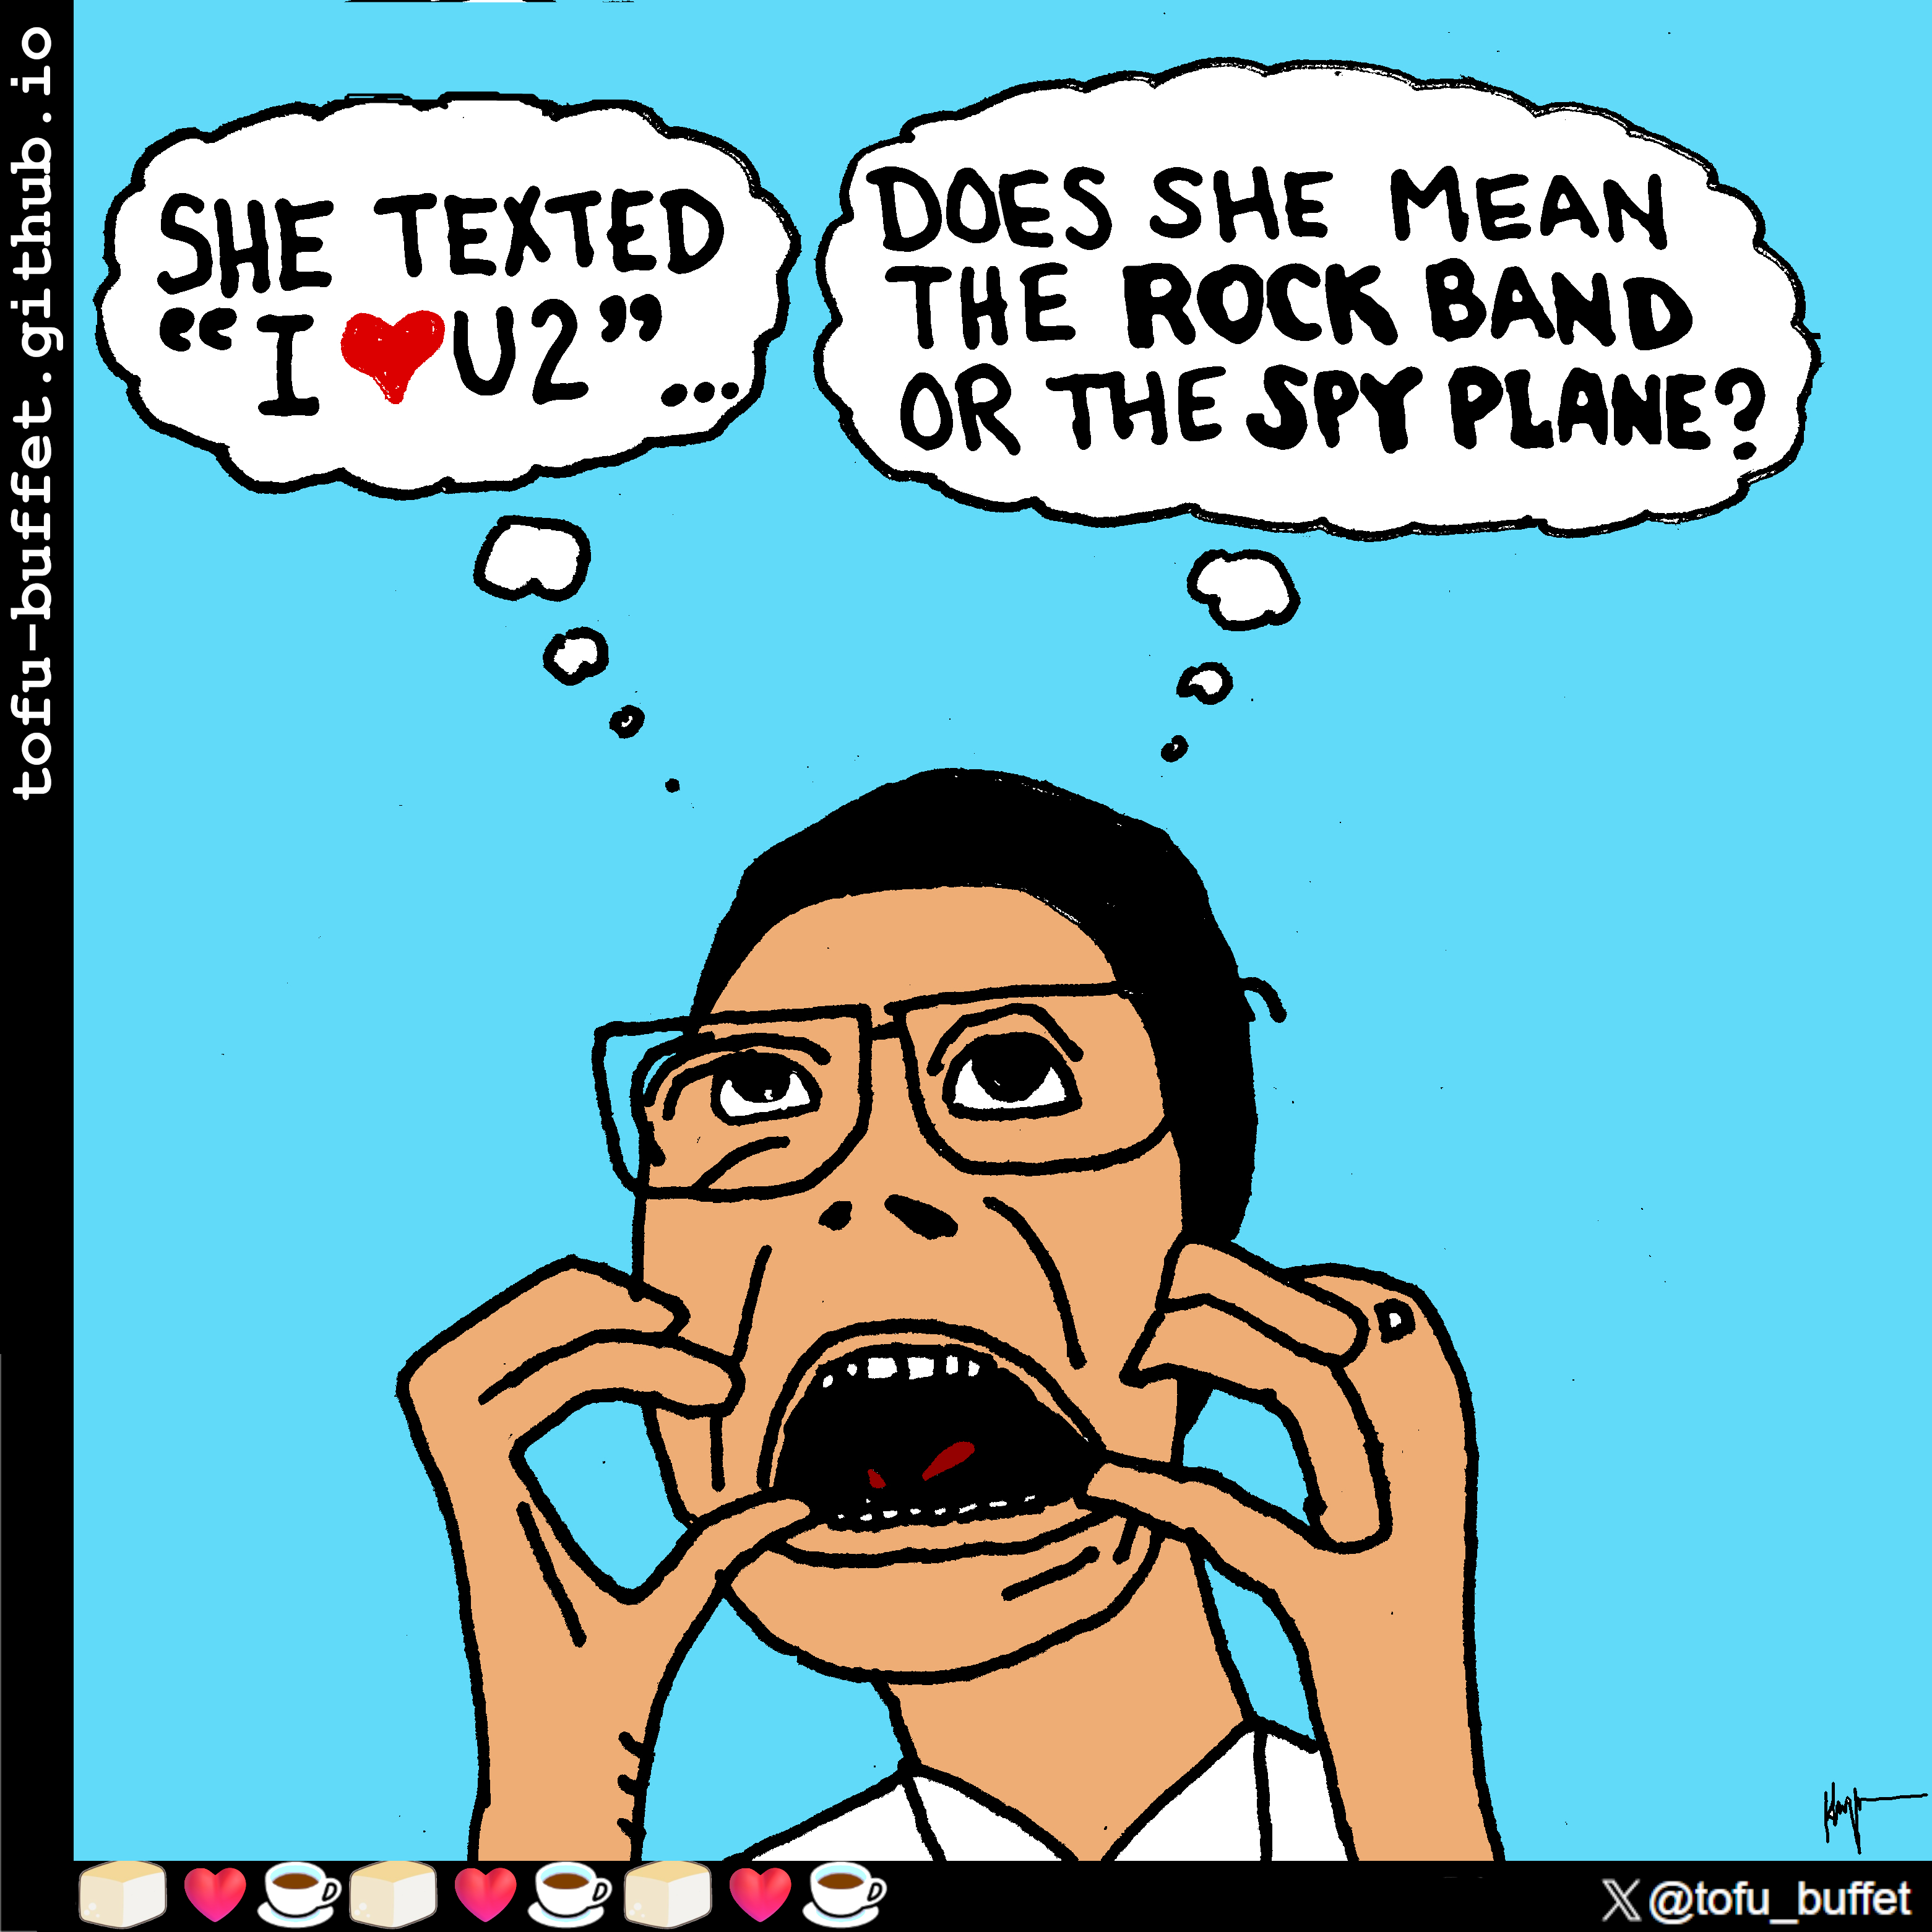 SHE TEXTED
“I ❤ U2” ...
DOES SHE MEAN
THE ROCK BAND
OR THE SPY PLANE?
tofu-buffet.github.io
𝕏 @tofu_buffet